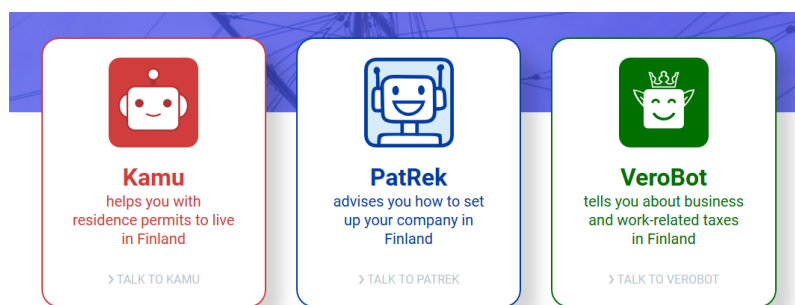 Kamu
helps you with
residence permits to live
in Finland
> TALK TO KAMU
PatRek
advises you how to set
up your company in
Finland
> TALK TO PATREK
VeroBot
tells you about business
and work-related taxes
in Finland
> TALK TO VEROBOT